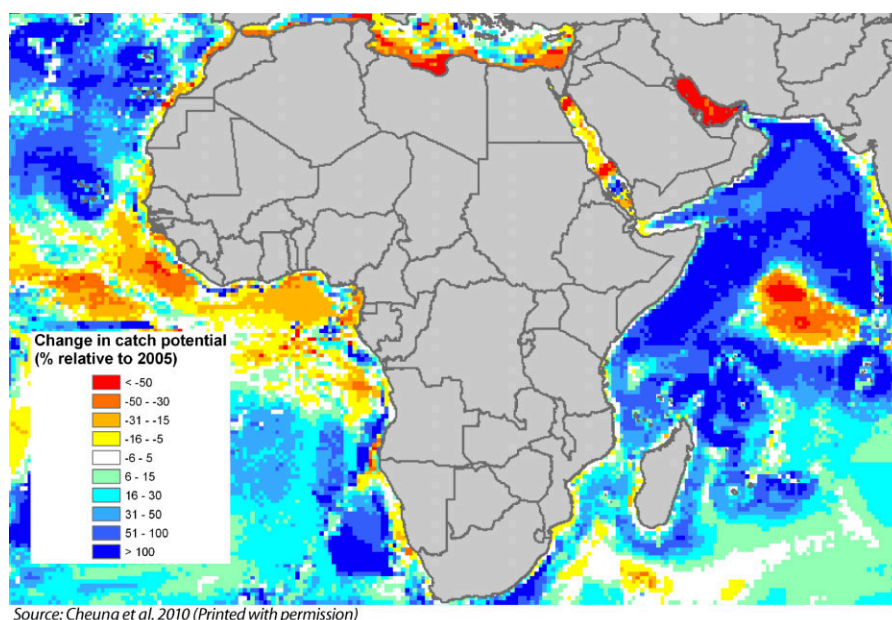 Change in catch potential
(% relative to 2005)
< -50
-50 - -30
-31 - -15
-16 - -5
-6 - 5
6 - 15
16 - 30
31 - 50
51 - 100
> 100
Source: Cheung et al. 2010 (Printed with permission)